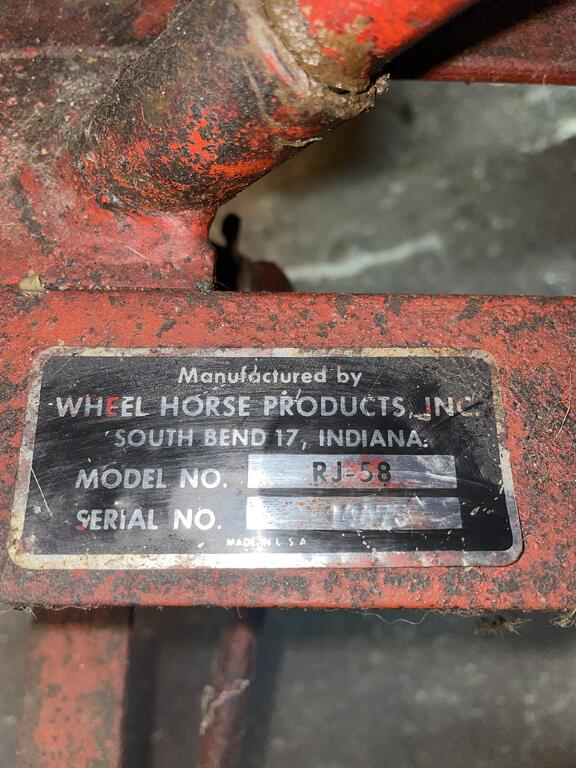 Manufactured by
WHEEL HORSE PRODUCTS, INC.
SOUTH BEND 17, INDIANA.
MODEL NO. RJ-58
SERIAL NO.
MADE IN U.S.A.